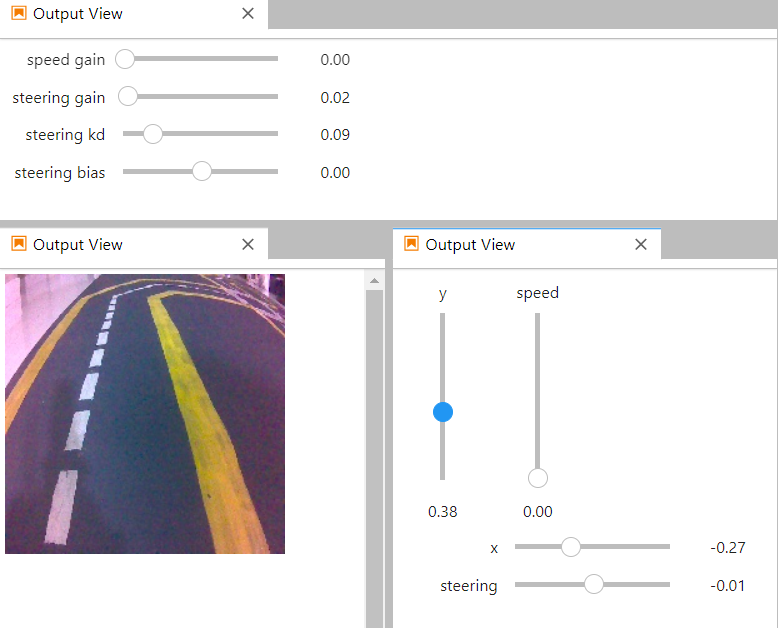 Output View
speed gain 0.00
steering gain 0.02
steering kd 0.09
steering bias 0.00
Output View
Output View
y speed
0.38 0.00
x -0.27
steering -0.01